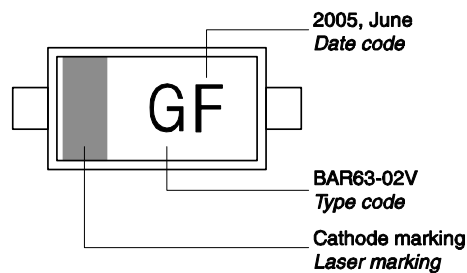 2005, June
Date code
GF
BAR63-02V
Type code
Cathode marking
Laser marking